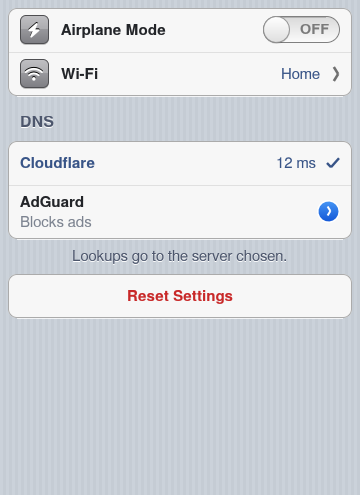 Airplane Mode OFF
Wi-Fi Home
DNS
Cloudflare 12 ms
AdGuard
Blocks ads
Lookups go to the server chosen.
Reset Settings